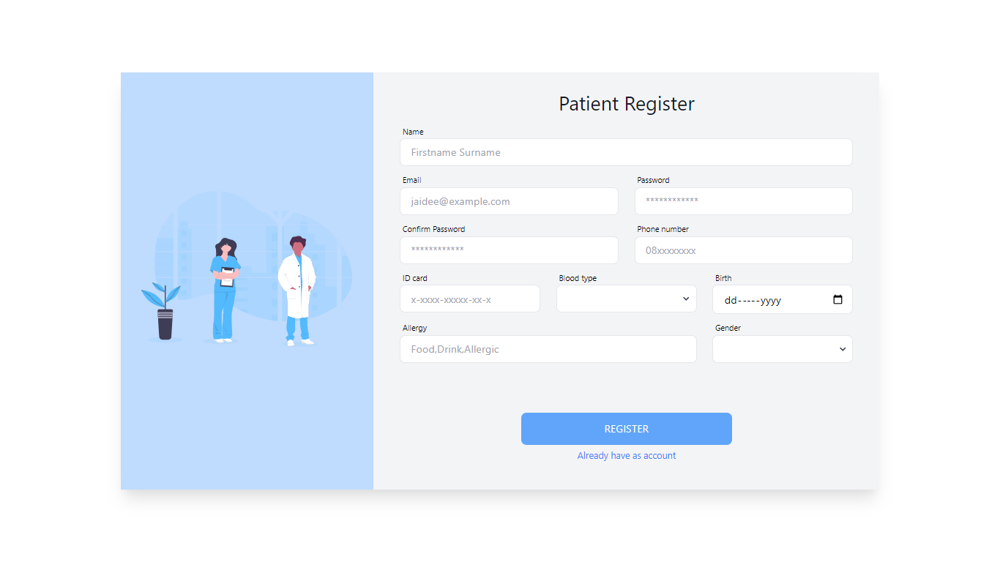 Patient Register
Name
Firstname Surname
Email Password
jaidee@example.com ************
Confirm Password Phone number
************ 08xxxxxxxx
ID card Blood type Birth
x-xxxx-xxxxx-xx-x dd-----yyyy
Allergy Gender
Food,Drink,Allergic
REGISTER
Already have as account